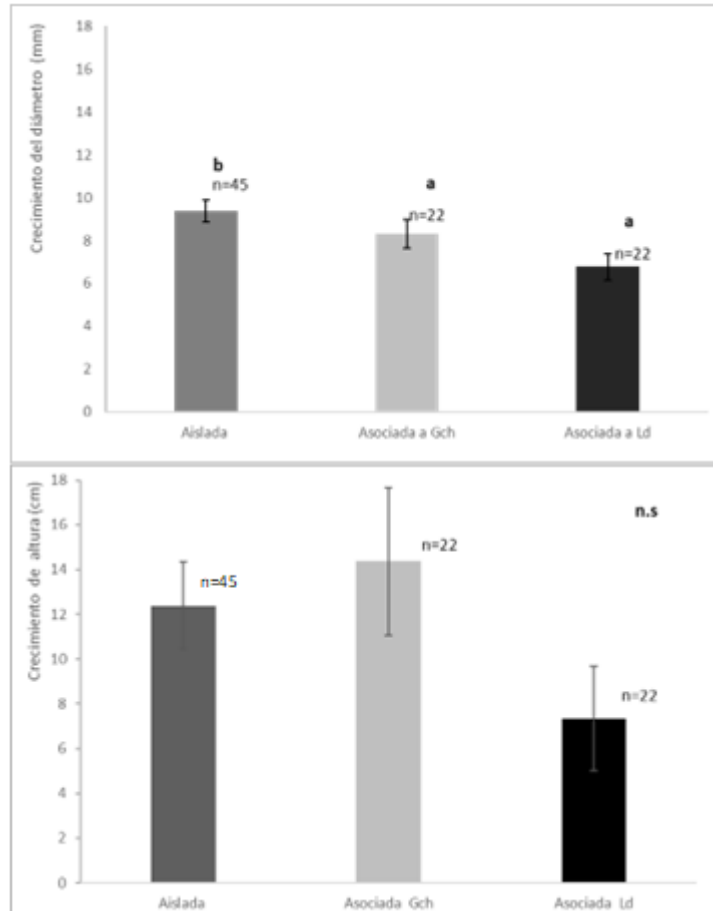 Crecimiento del diámetro (mm)
18
16
14
12
10
8
6
4
2
0
b
n=45
a
n=22
a
n=22
Aislada
Asociada a Gch
Asociada a Ld
Crecimiento de altura (cm)
18
16
14
12
10
8
6
4
2
0
n.s
n=45
n=22
n=22
Aislada
Asociada Gch
Asociada Ld